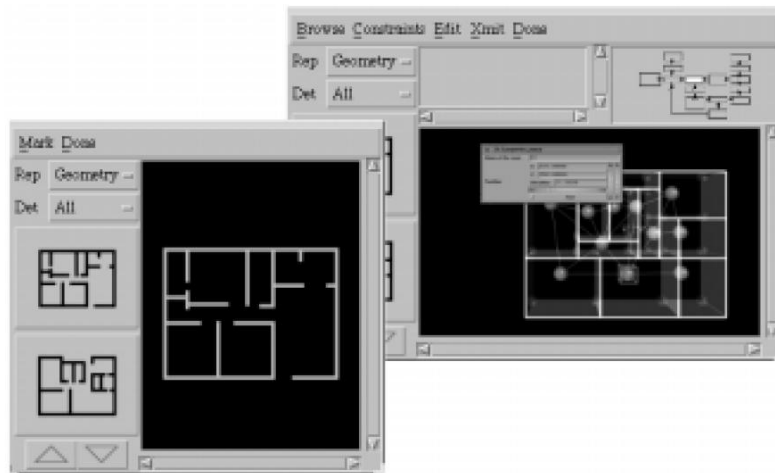 Browse Constraints Edit Xmit Done
Rep Geometry
Det All
Mark Done
Rep Geometry
Det All